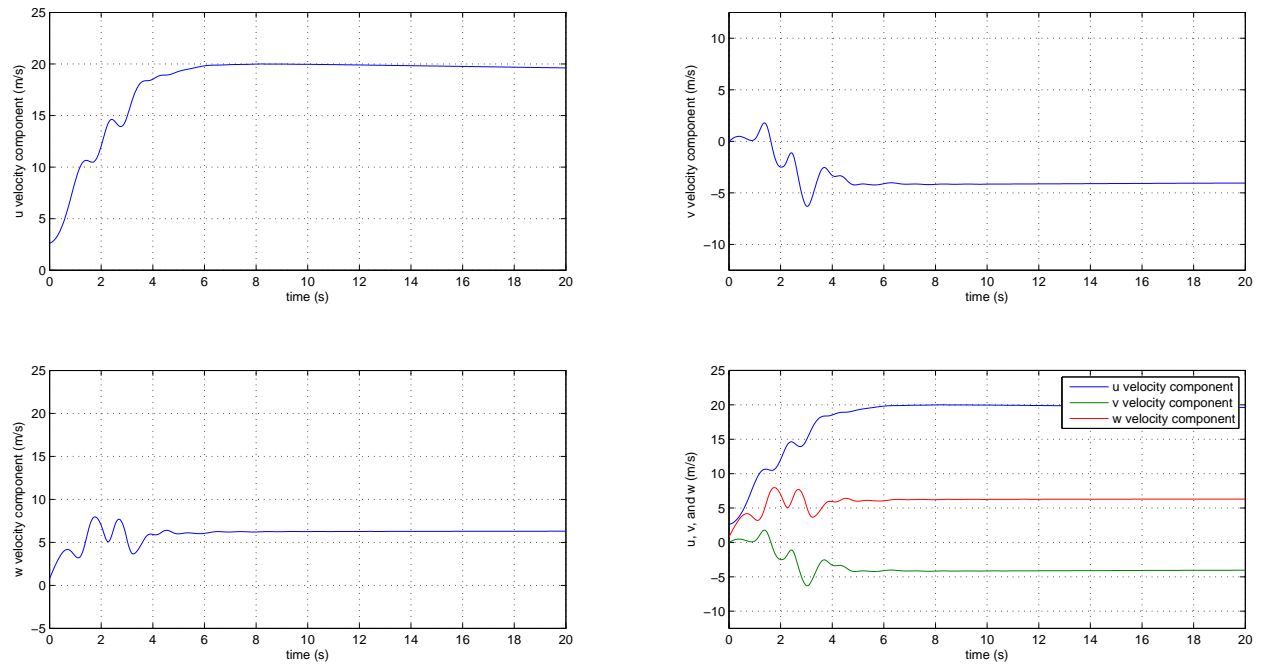 25
20
15
10
5
0
0 2 4 6 8 10 12 14 16 18 20
time (s)
u velocity component (m/s)
10
5
0
−5
−10
0 2 4 6 8 10 12 14 16 18 20
time (s)
v velocity component (m/s)
25
20
15
10
5
0
−5
0 2 4 6 8 10 12 14 16 18 20
time (s)
w velocity component (m/s)
25
20
15
10
5
0
−5
−10
0 2 4 6 8 10 12 14 16 18 20
time (s)
u, v, and w (m/s)
u velocity component
v velocity component
w velocity component